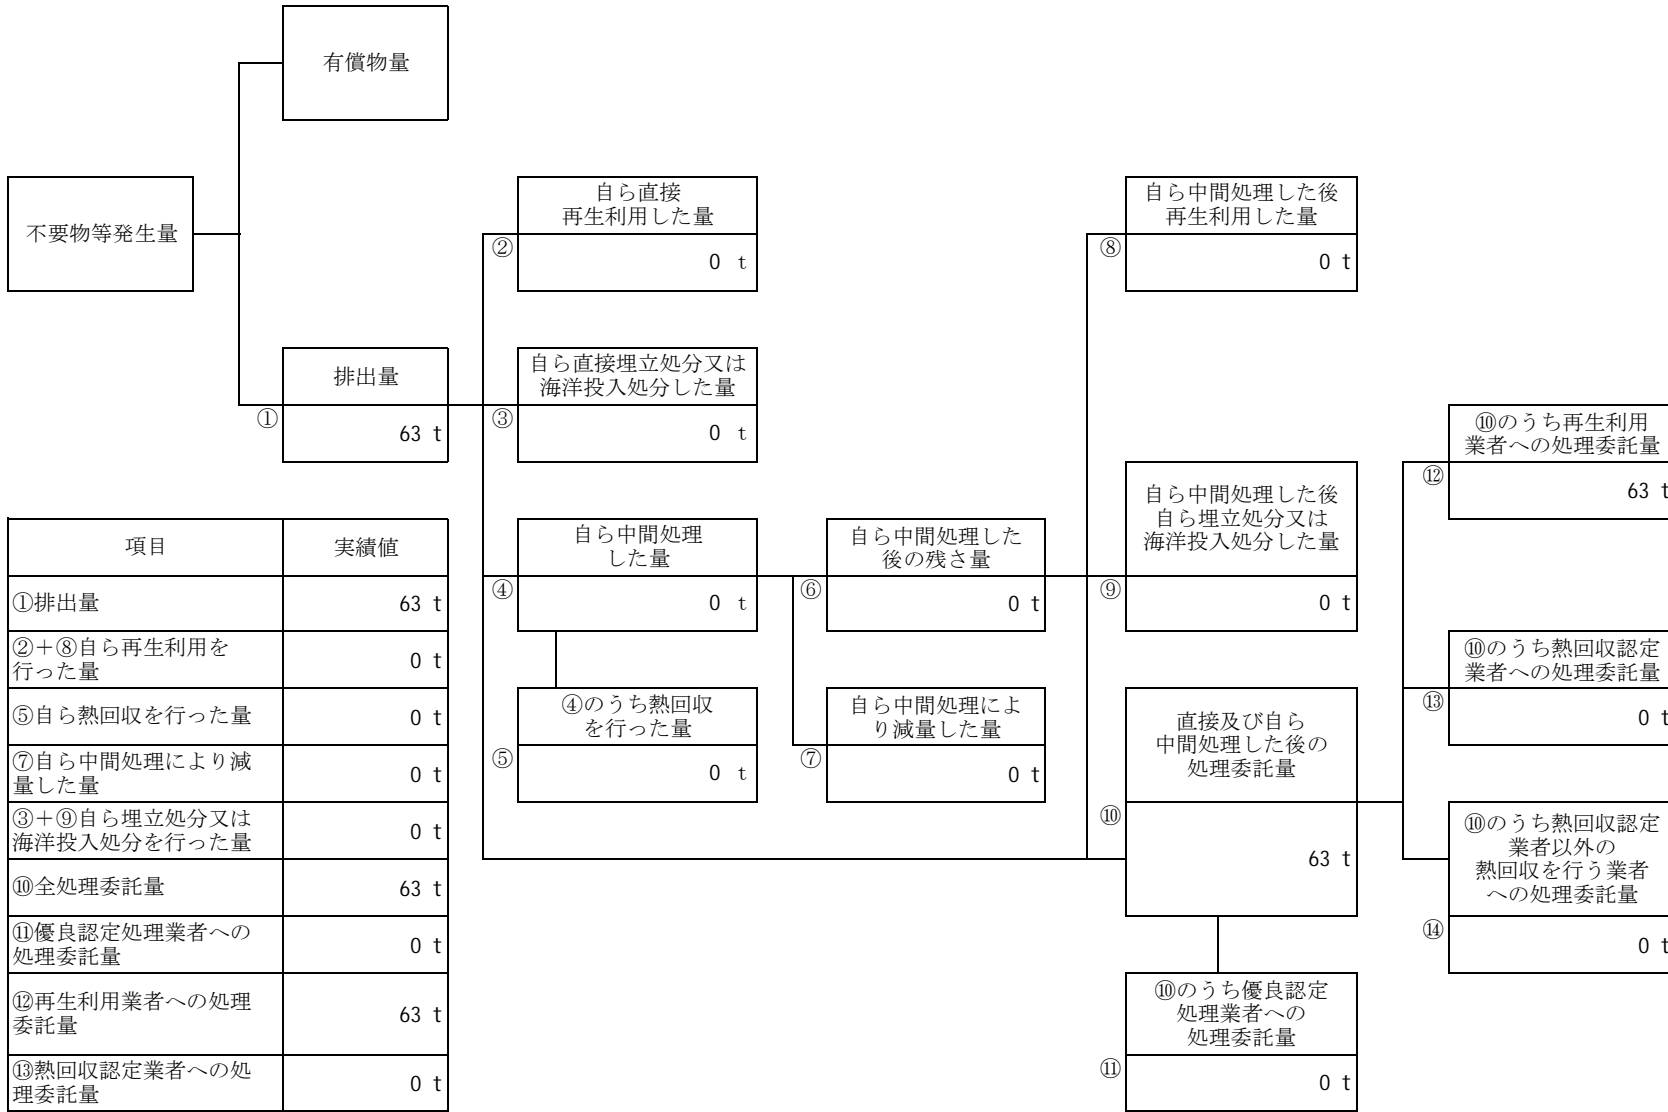 有償物量
不要物等発生量
排出量
①
63 t
自ら直接
再生利用した量
②
0 t
自ら直接埋立処分又は
海洋投入処分した量
③
0 t
自ら中間処理
した量
④
0 t
④のうち熱回収
を行った量
⑤
0 t
自ら中間処理した
後の残さ量
⑥
0 t
自ら中間処理によ
り減量した量
⑦
0 t
自ら中間処理した後
再生利用した量
⑧
0 t
自ら中間処理した後
自ら埋立処分又は
海洋投入処分した量
⑨
0 t
直接及び自ら
中間処理した後の
処理委託量
⑩
63 t
⑩のうち優良認定
処理業者への
処理委託量
⑪
0 t
⑩のうち再生利用
業者への処理委託量
⑫
63 t
⑩のうち熱回収認定
業者への処理委託量
⑬
0 t
⑩のうち熱回収認定
業者以外の
熱回収を行う業者
への処理委託量
⑭
0 t
項目 実績値
①排出量 63 t
②＋⑧自ら再生利用を
行った量 0 t
⑤自ら熱回収を行った量 0 t
⑦自ら中間処理により減
量した量 0 t
③＋⑨自ら埋立処分又は
海洋投入処分を行った量 0 t
⑩全処理委託量 63 t
⑪優良認定処理業者への
処理委託量 0 t
⑫再生利用業者への処理
委託量 63 t
⑬熱回収認定業者への処
理委託量 0 t